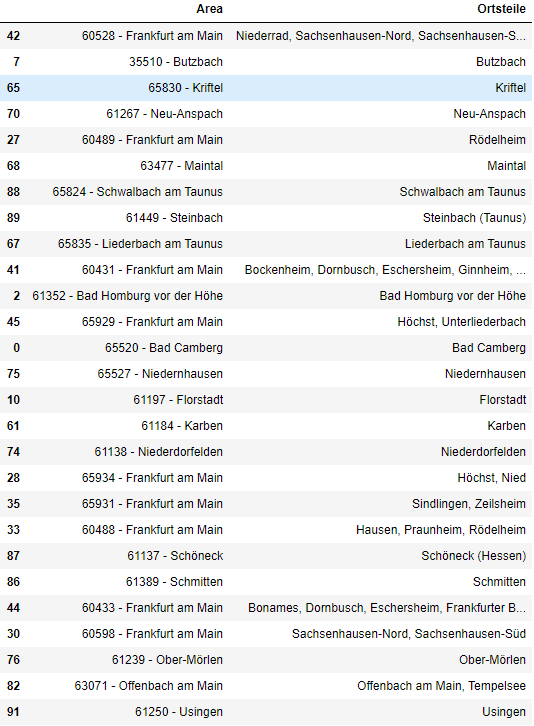 Area Ortsteile
42 60528 - Frankfurt am Main Niederrad, Sachsenhausen-Nord, Sachsenhausen-S...
7 35510 - Butzbach Butzbach
65 65830 - Kriftel Kriftel
70 61267 - Neu-Anspach Neu-Anspach
27 60489 - Frankfurt am Main Rödelheim
68 63477 - Maintal Maintal
88 65824 - Schwalbach am Taunus Schwalbach am Taunus
89 61449 - Steinbach Steinbach (Taunus)
67 65835 - Liederbach am Taunus Liederbach am Taunus
41 60431 - Frankfurt am Main Bockenheim, Dornbusch, Eschersheim, Ginnheim, ...
2 61352 - Bad Homburg vor der Höhe Bad Homburg vor der Höhe
45 65929 - Frankfurt am Main Höchst, Unterliederbach
0 65520 - Bad Camberg Bad Camberg
75 65527 - Niedernhausen Niedernhausen
10 61197 - Florstadt Florstadt
61 61184 - Karben Karben
74 61138 - Niederdorfelden Niederdorfelden
28 65934 - Frankfurt am Main Höchst, Nied
35 65931 - Frankfurt am Main Sindlingen, Zeilsheim
33 60488 - Frankfurt am Main Hausen, Praunheim, Rödelheim
87 61137 - Schöneck Schöneck (Hessen)
86 61389 - Schmitten Schmitten
44 60433 - Frankfurt am Main Bonames, Dornbusch, Eschersheim, Frankfurter B...
30 60598 - Frankfurt am Main Sachsenhausen-Nord, Sachsenhausen-Süd
76 61239 - Ober-Mörlen Ober-Mörlen
82 63071 - Offenbach am Main Offenbach am Main, Tempelsee
91 61250 - Usingen Usingen